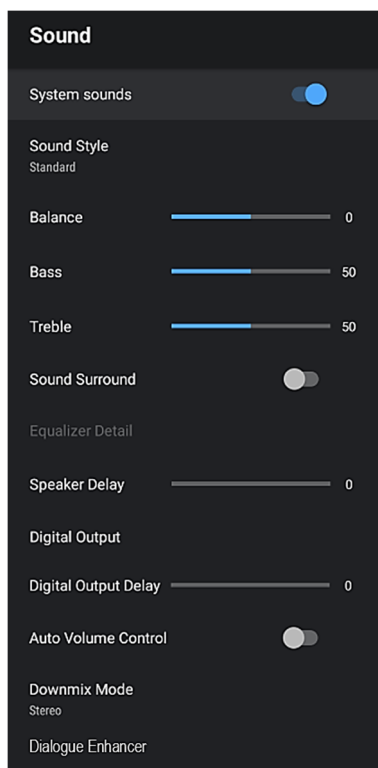 Sound
System sounds
Sound Style
Standard
Balance 0
Bass 50
Treble 50
Sound Surround
Equalizer Detail
Speaker Delay 0
Digital Output
Digital Output Delay 0
Auto Volume Control
Downmix Mode
Stereo
Dialogue Enhancer